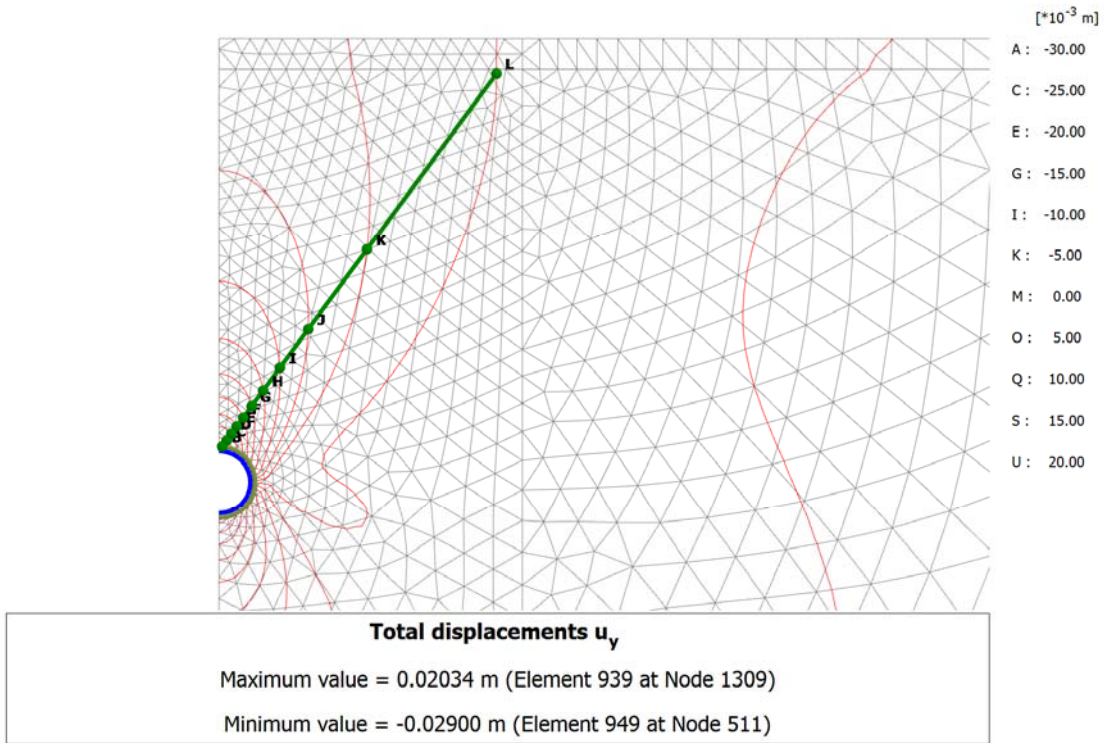 [*10-3 m]
A : -30.00
C : -25.00
E : -20.00
G : -15.00
I : -10.00
K : -5.00
M : 0.00
O : 5.00
Q : 10.00
S : 15.00
U : 20.00
L
K
J
I
H
G
F
E
D
Total displacements uy
Maximum value = 0.02034 m (Element 939 at Node 1309)
Minimum value = -0.02900 m (Element 949 at Node 511)